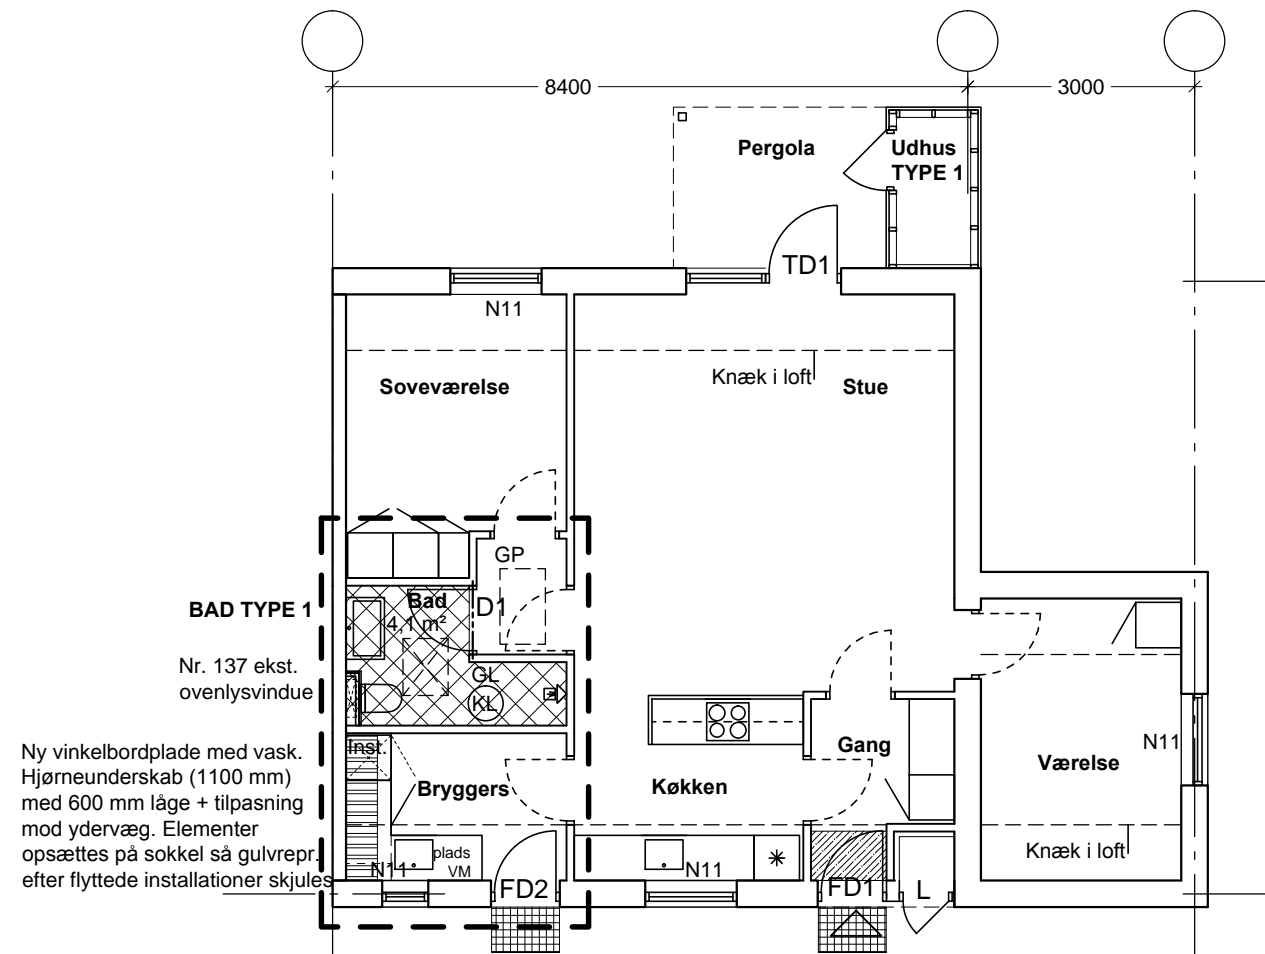 8400
3000
Pergola
Udhus
TYPE 1
TD1
N11
Knæk i loft
Soveværelse
Stue
GP
BAD TYPE 1
Bad
D1
4,1 m²
Nr. 137 ekst.
ovenlysvindue
GL
KL
Inst.
Gang
N11
Ny vinkelbordplade med vask.
Hjørneunderskab (1100 mm)
med 600 mm låge + tilpasning
mod ydervæg. Elementer
opsættes på sokkel så gulvrepr.
efter flyttede installationer skjules
Bryggers
Køkken
Værelse
plads
VM
Knæk i loft
N11
N11
FD2
FD1
L